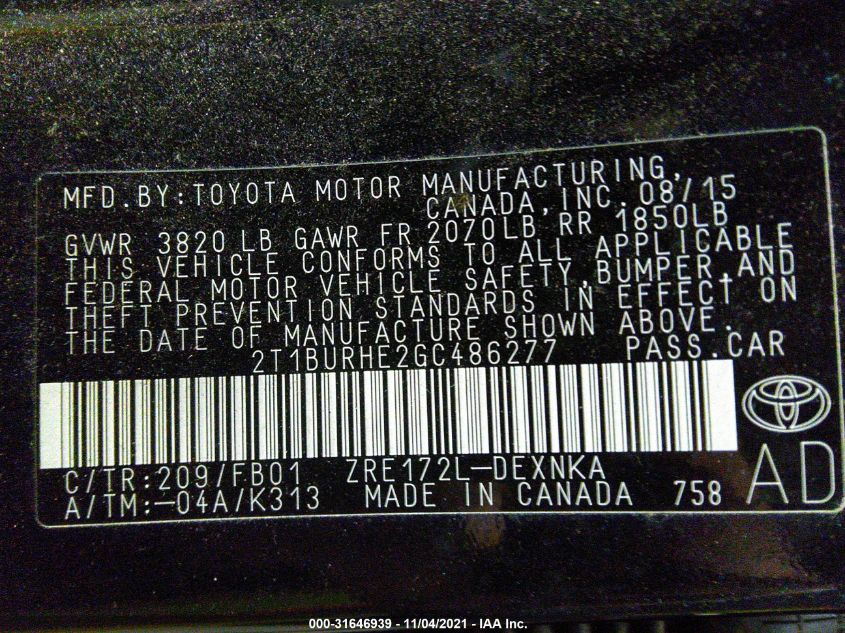 MFD.BY:TOYOTA MOTOR MANUFACTURING,
CANADA,INC. 08/15
GVWR 3820 LB GAWR FR 2070LB RR 1850LB
THIS VEHICLE CONFORMS TO ALL APPLICABLE
FEDERAL MOTOR VEHICLE SAFETY,BUMPER,AND
THEFT PREVENTION STANDARDS IN EFFECT ON
THE DATE OF MANUFACTURE SHOWN ABOVE.
2T1BURHE2GC486277 PASS.CAR
C/TR:209/FB01 ZRE172L-DEXNKA AD
A/TM:-04A/K313 MADE IN CANADA 758
000-31646939 - 11/04/2021 - IAA Inc.